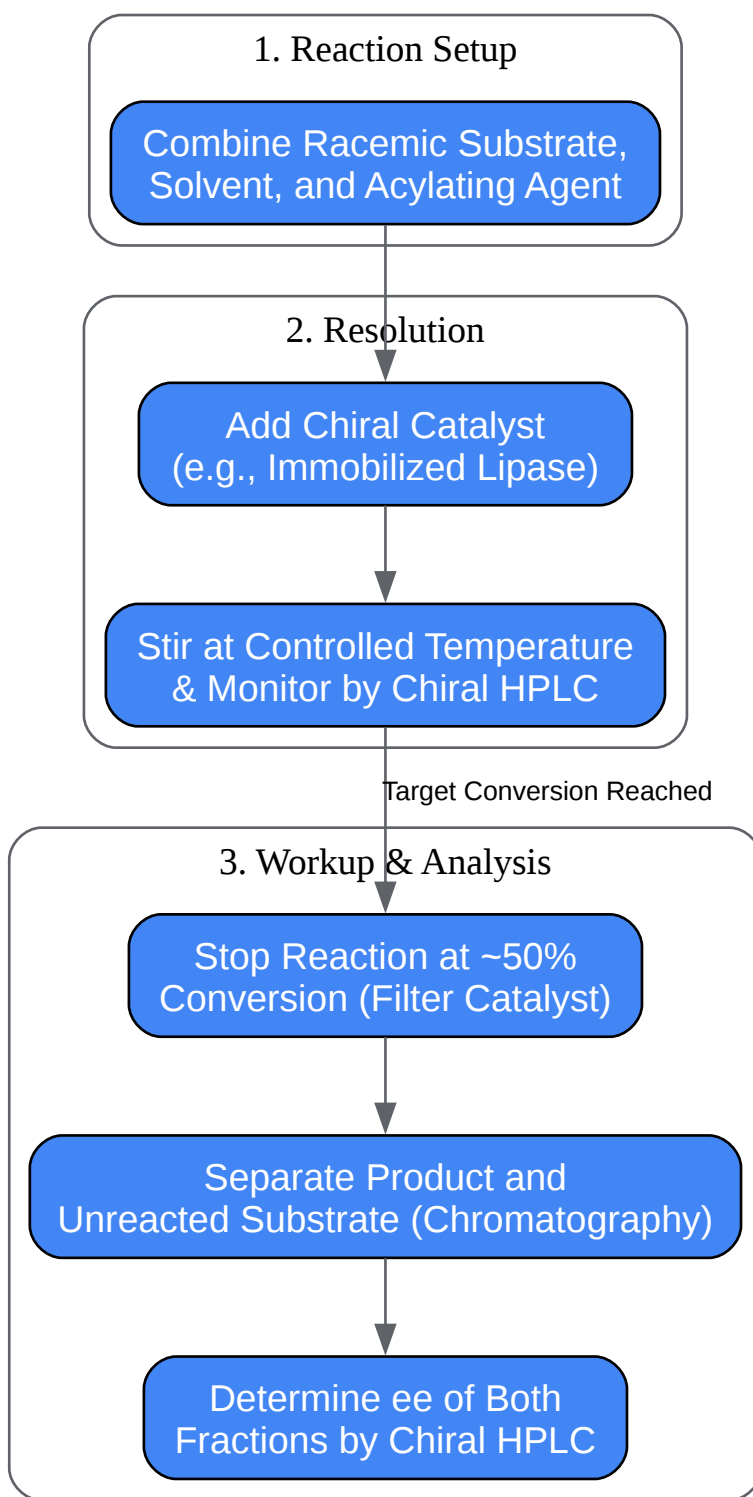 1. Reaction Setup
Combine Racemic Substrate,
Solvent, and Acylating Agent
2. Resolution
Add Chiral Catalyst
(e.g., Immobilized Lipase)
Stir at Controlled Temperature
& Monitor by Chiral HPLC
Target Conversion Reached
3. Workup & Analysis
Stop Reaction at ~50%
Conversion (Filter Catalyst)
Separate Product and
Unreacted Substrate (Chromatography)
Determine ee of Both
Fractions by Chiral HPLC